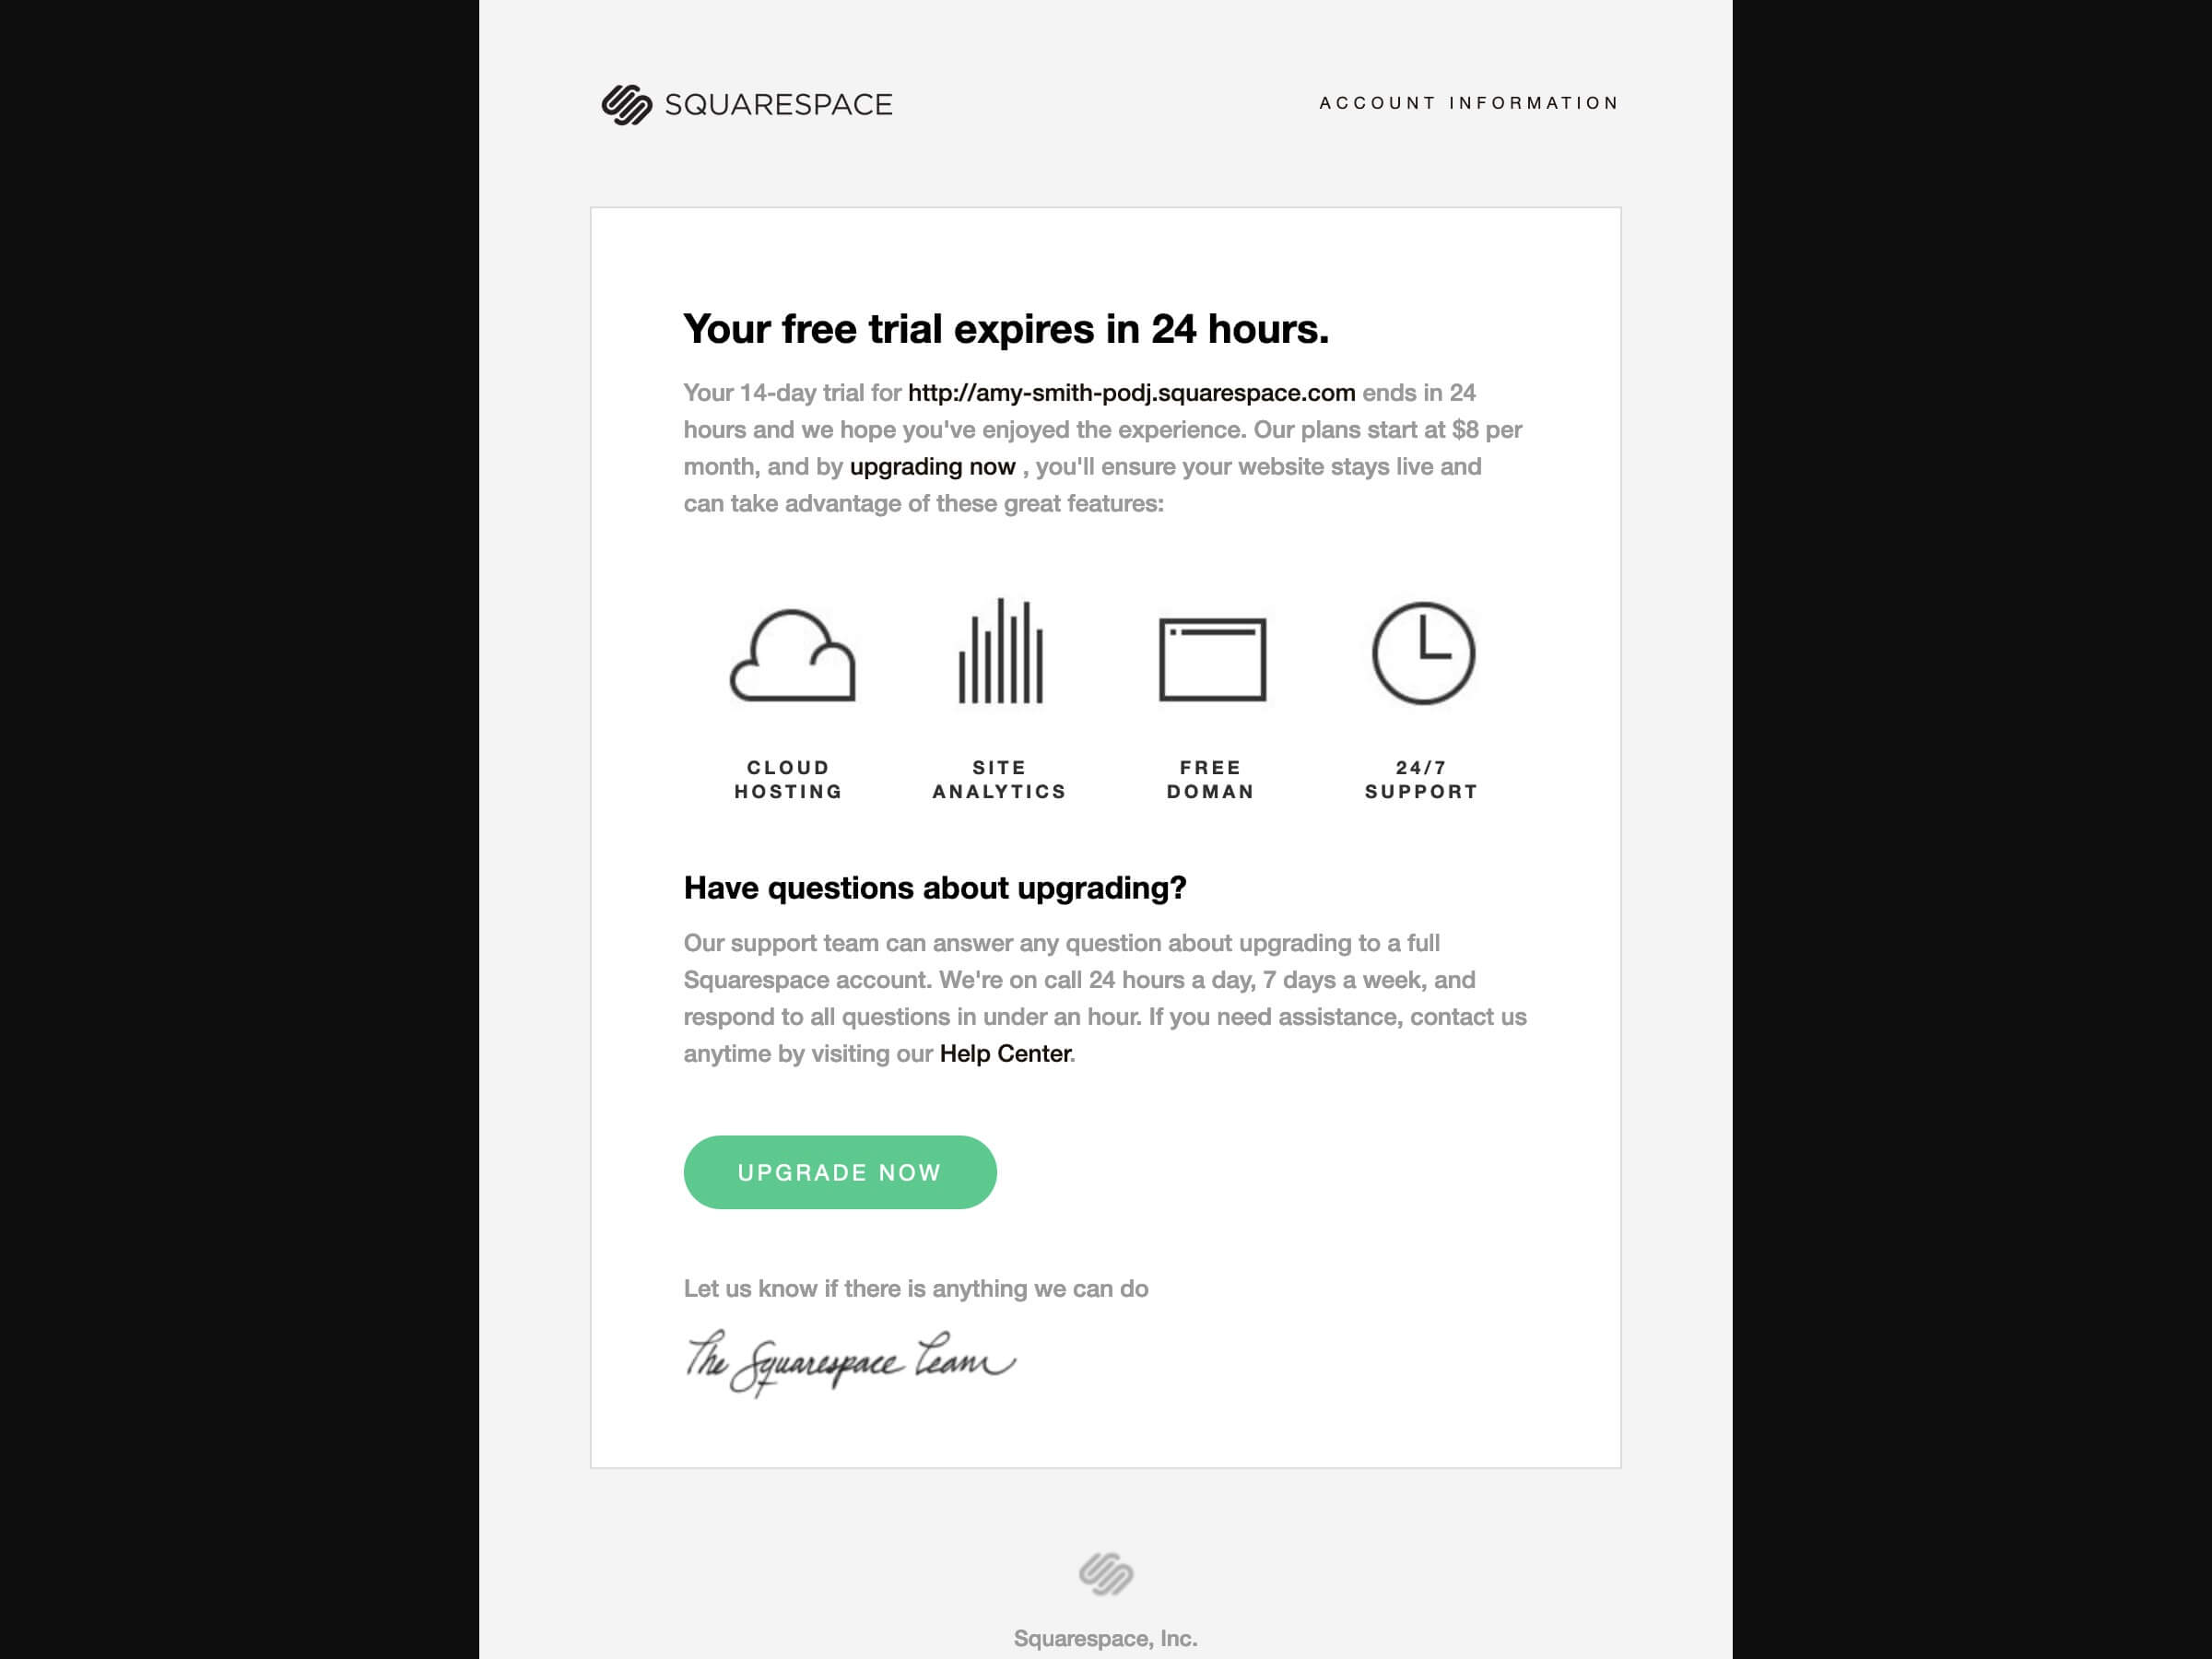 SQUARESPACE
ACCOUNT INFORMATION
Your free trial expires in 24 hours.
Your 14-day trial for http://amy-smith-podj.squarespace.com ends in 24
hours and we hope you've enjoyed the experience. Our plans start at $8 per
month, and by upgrading now , you'll ensure your website stays live and
can take advantage of these great features:
CLOUD
HOSTING
SITE
ANALYTICS
FREE
DOMAN
24/7
SUPPORT
Have questions about upgrading?
Our support team can answer any question about upgrading to a full
Squarespace account. We're on call 24 hours a day, 7 days a week, and
respond to all questions in under an hour. If you need assistance, contact us
anytime by visiting our Help Center.
UPGRADE NOW
Let us know if there is anything we can do
The Squarespace Team
Squarespace, Inc.